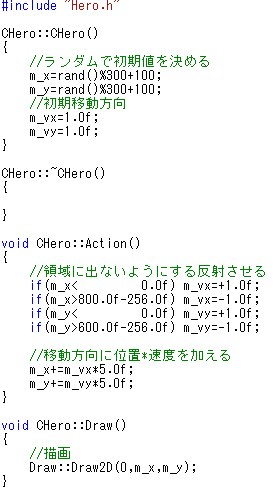 #include "Hero.h"

CHero::CHero()
{
    //ランダムで初期値を決める
    m_x=rand()%300+100;
    m_y=rand()%300+100;
    //初期移動方向
    m_vx=1.0f;
    m_vy=1.0f;
}

CHero::~CHero()
{

}

void CHero::Action()
{
    //領域に出ないようにする反射させる
    if(m_x<        0.0f) m_vx=+1.0f;
    if(m_x>800.0f-256.0f) m_vx=-1.0f;
    if(m_y<        0.0f) m_vy=+1.0f;
    if(m_y>600.0f-256.0f) m_vy=-1.0f;

    //移動方向に位置*速度を加える
    m_x+=m_vx*5.0f;
    m_y+=m_vy*5.0f;
}

void CHero::Draw()
{
    //描画
    Draw::Draw2D(0,m_x,m_y);
}